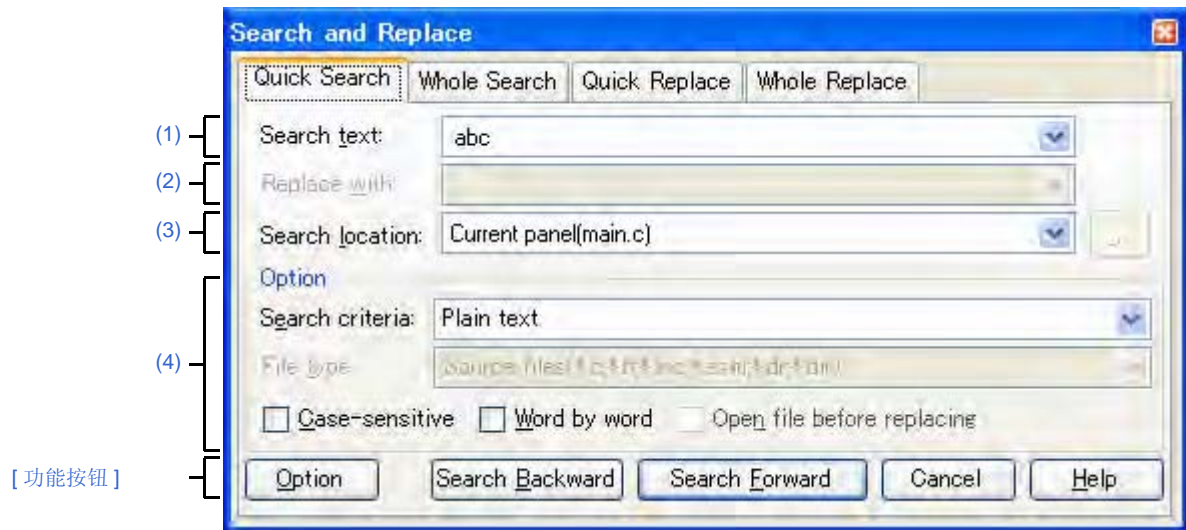 Search and Replace
Quick Search Whole Search Quick Replace Whole Replace
(1) Search text: abc
(2) Replace with:
(3) Search location: Current panel(main.c)
Option
Search criteria: Plain text
(4) File type:
Case-sensitive Word by word Open file before replacing
[ 功能按钮 ] Option Search Backward Search Forward Cancel Help